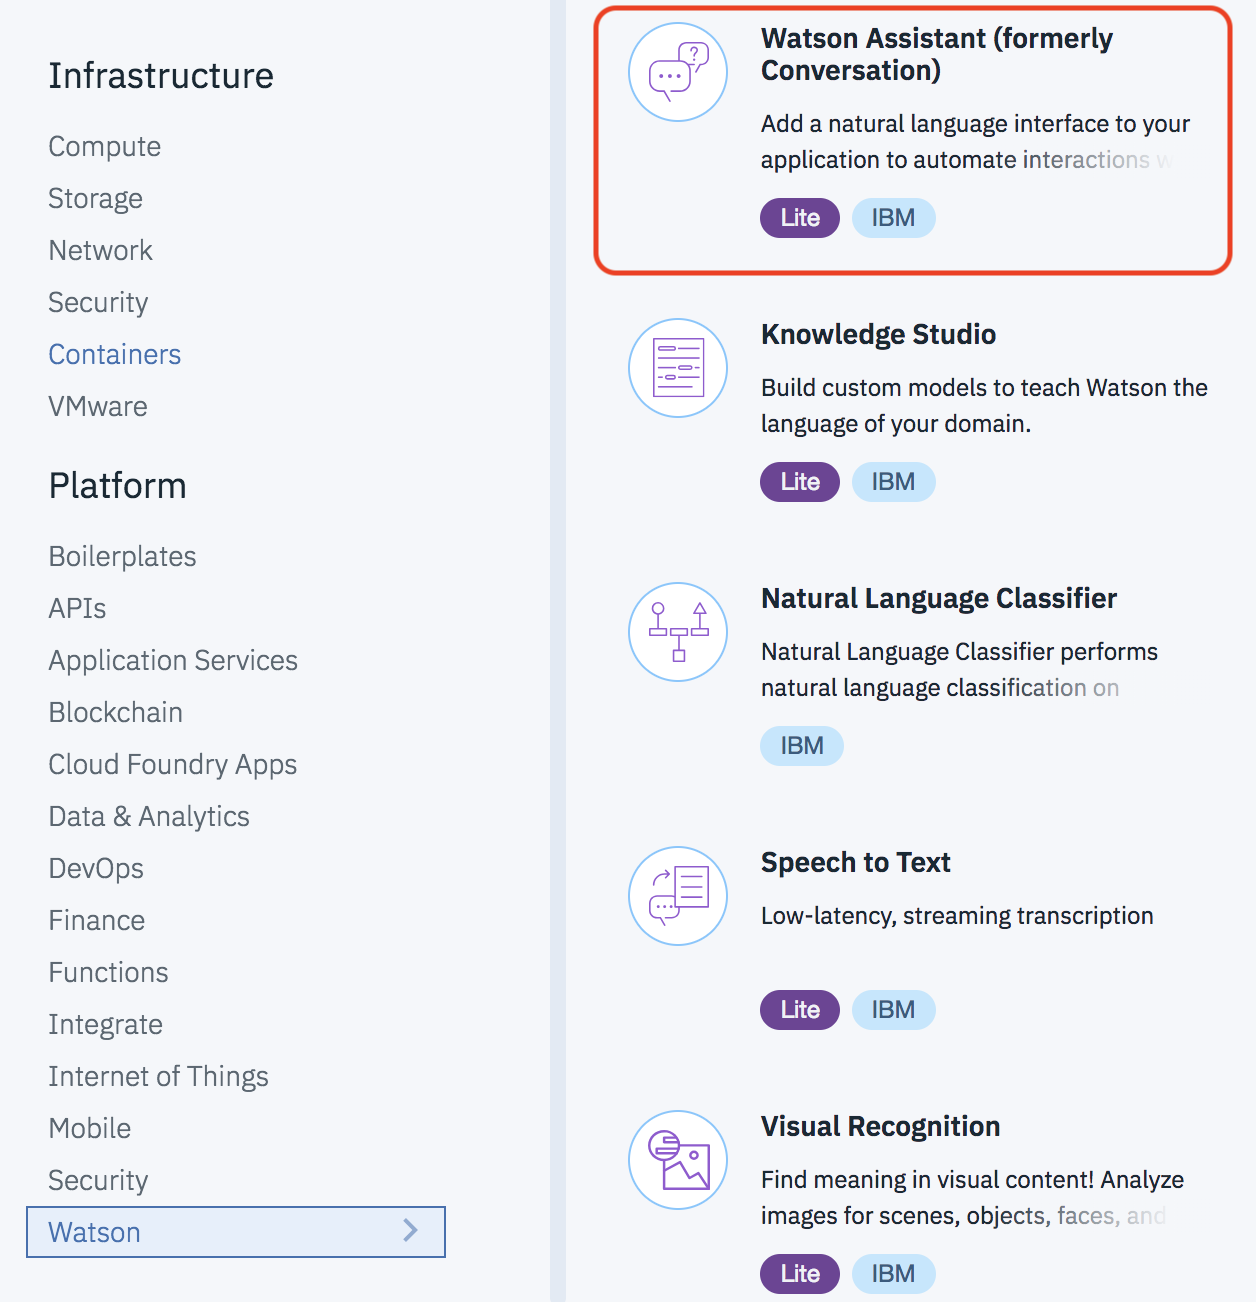 Infrastructure
Compute
Storage
Network
Security
Containers
VMware
Platform
Boilerplates
APIs
Application Services
Blockchain
Cloud Foundry Apps
Data & Analytics
DevOps
Finance
Functions
Integrate
Internet of Things
Mobile
Security
Watson
Watson Assistant (formerly
Conversation)
Add a natural language interface to your
application to automate interactions w
Lite IBM
Knowledge Studio
Build custom models to teach Watson the
language of your domain.
Lite IBM
Natural Language Classifier
Natural Language Classifier performs
natural language classification on
IBM
Speech to Text
Low-latency, streaming transcription
Lite IBM
Visual Recognition
Find meaning in visual content! Analyze
images for scenes, objects, faces, and
Lite IBM